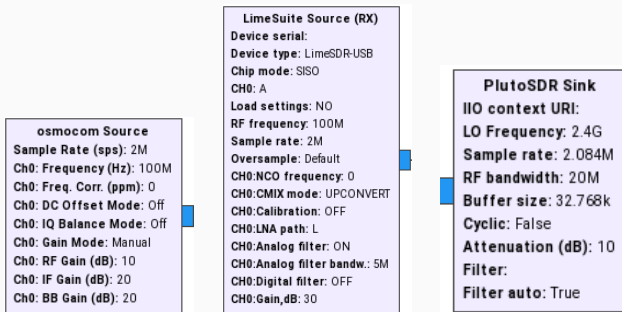 osmocom Source
Sample Rate (sps): 2M
Ch0: Frequency (Hz): 100M
Ch0: Freq. Corr. (ppm): 0
Ch0: DC Offset Mode: Off
Ch0: IQ Balance Mode: Off
Ch0: Gain Mode: Manual
Ch0: RF Gain (dB): 10
Ch0: IF Gain (dB): 20
Ch0: BB Gain (dB): 20
LimeSuite Source (RX)
Device serial:
Device type: LimeSDR-USB
Chip mode: SISO
CH0: A
Load settings: NO
RF frequency: 100M
Sample rate: 2M
Oversample: Default
CH0:NCO frequency: 0
CH0:CMIX mode: UPCONVERT
CH0:Calibration: OFF
CH0:LNA path: L
CH0:Analog filter: ON
CH0:Analog filter bandw.: 5M
CH0:Digital filter: OFF
CH0:Gain,dB: 30
PlutoSDR Sink
IIO context URI:
LO Frequency: 2.4G
Sample rate: 2.084M
RF bandwidth: 20M
Buffer size: 32.768k
Cyclic: False
Attenuation (dB): 10
Filter:
Filter auto: True